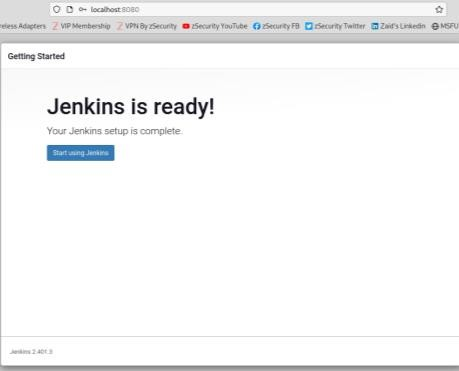 localhost:8080
reless Adapters VIP Membership VPN By zSecurity zSecurity YouTube zSecurity FB zSecurity Twitter Zaid's Linkedin MSFU
Getting Started
Jenkins is ready!
Your Jenkins setup is complete.
Start using Jenkins
Jenkins 2.401.3